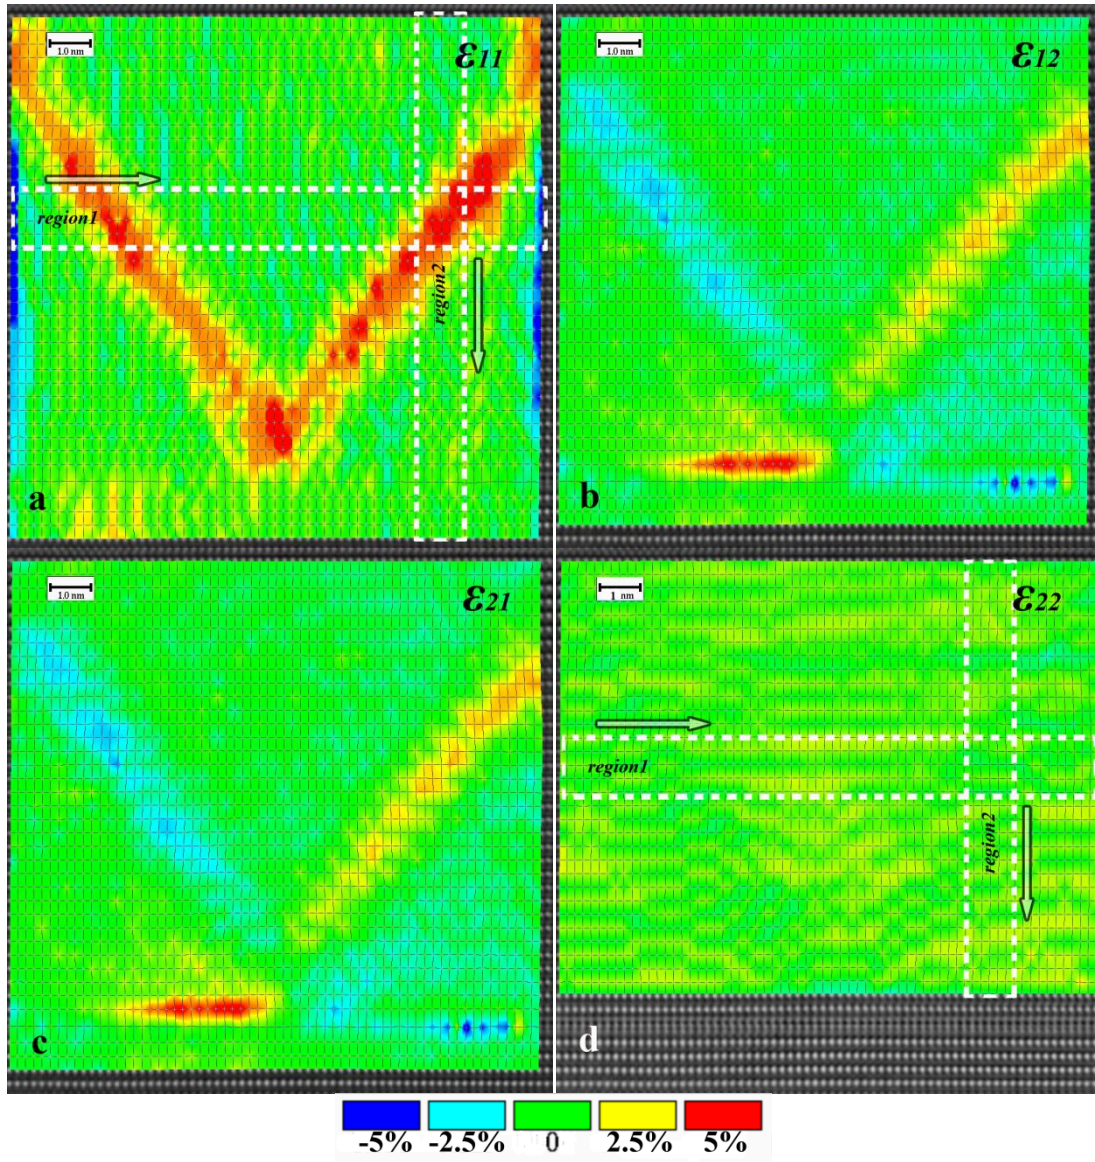 1.0 nm
ε11
region1
region2
a
1.0 nm
ε12
b
1.0 nm
ε21
c
1 nm
ε22
region1
region2
d
-5% -2.5% 0 2.5% 5%